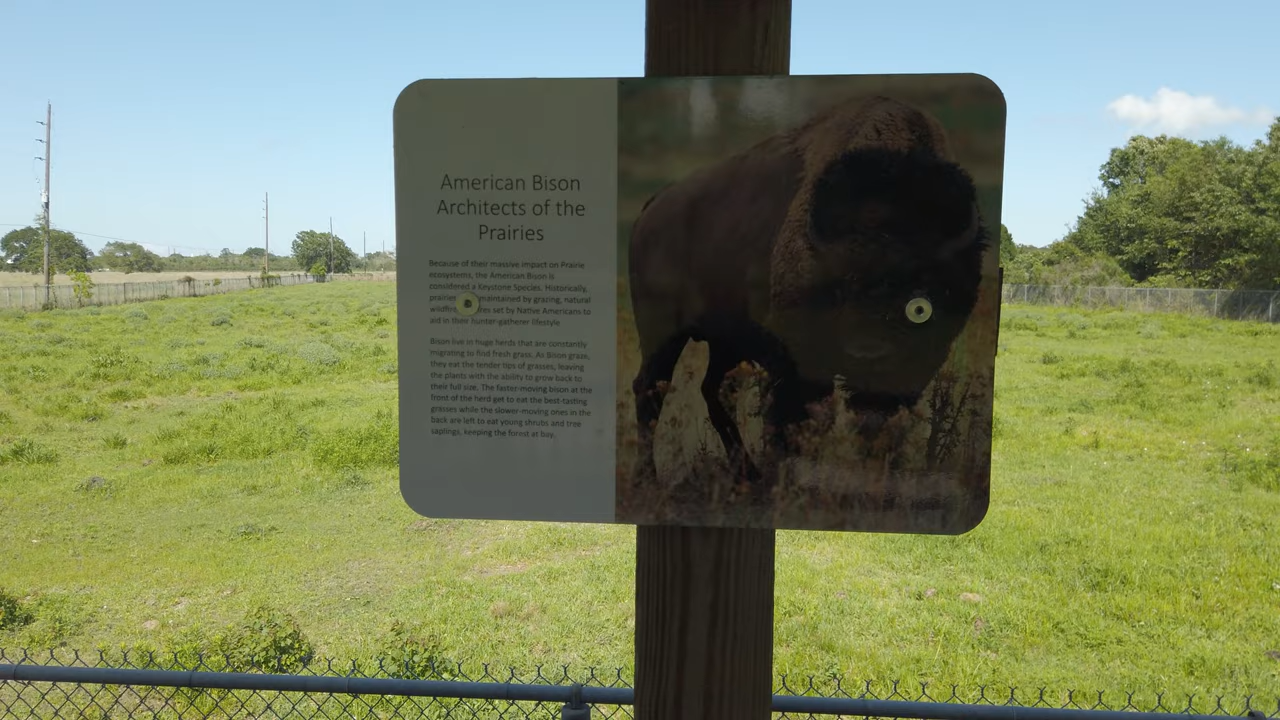 American Bison
Architects of the
Prairies
Because of their massive impact on Prairie
ecosystems, the American Bison is
considered a Keystone Species. Historically,
prairies maintained by grazing, natural
wildfires set by Native Americans to
aid in their hunter-gatherer lifestyle
Bison live in huge herds that are constantly
migrating to find fresh grass. As Bison graze,
they eat the tender tips of grasses, leaving
the plants with the ability to grow back to
their full size. The faster-moving bison at the
front of the herd get to eat the best-tasting
grasses while the slower-moving ones in the
back are left to eat young shrubs and tree
saplings, keeping the forest at bay.